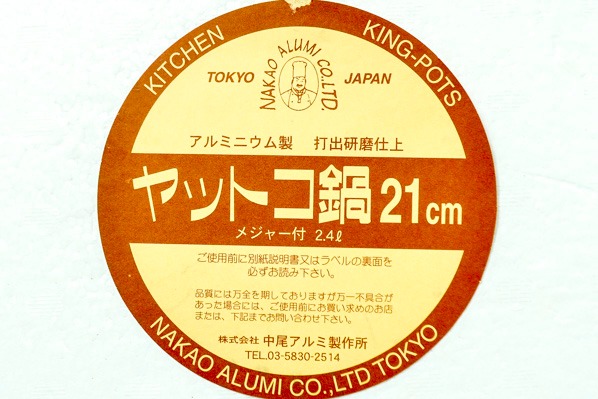 KITCHEN KING-POTS
NAKAO ALUMI CO.,LTD.
TOKYO JAPAN
アルミニウム製 打出研磨仕上
ヤットコ鍋 21cm
メジャー付 2.4ℓ
ご使用前に別紙説明書又はラベルの裏面を
必ずお読み下さい。
品質には万全を期しておりますが万一不具合が
あった場合には、ご使用前にお買い求めのお店
または、下記までお問い合わせ下さい。
株式会社 中尾アルミ製作所
TEL.03-5830-2514
NAKAO ALUMI CO.,LTD TOKYO